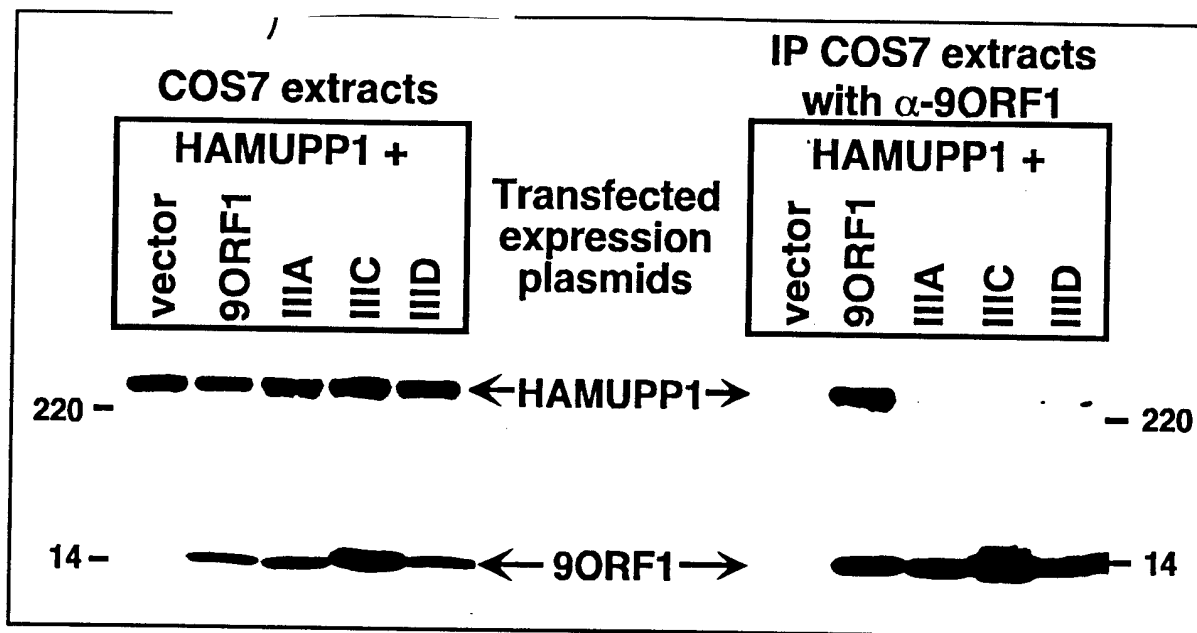 COS7 extracts
HAMUPP1 +
vector
9ORF1
IIIA
IIIC
IIID
Transfected
expression
plasmids
IP COS7 extracts
with α-9ORF1
HAMUPP1 +
vector
9ORF1
IIIA
IIIC
IIID
220
HAMUPP1
220
14
9ORF1
14